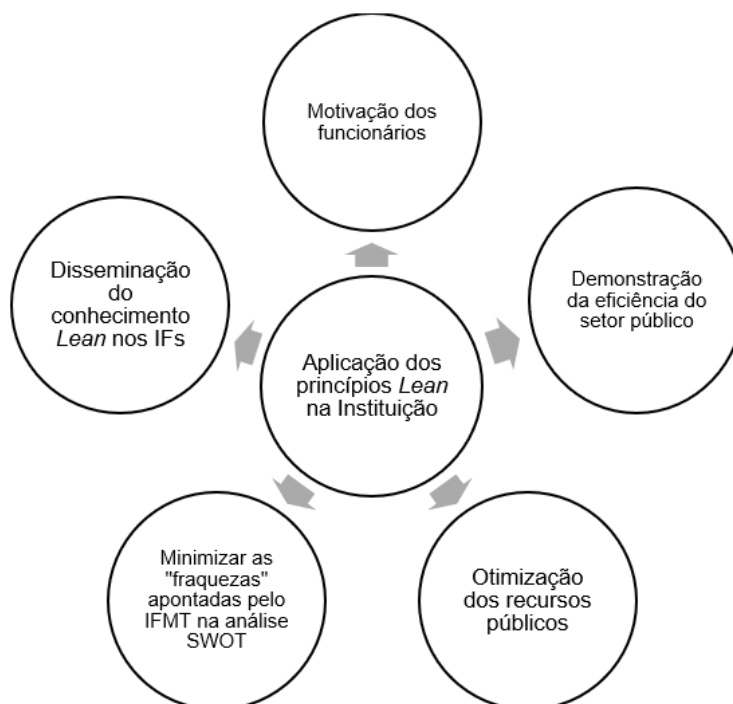 Motivação dos
funcionários
Disseminação
do
conhecimento
Lean nos IFs
Demonstração
da eficiência do
setor público
Aplicação dos
princípios Lean
na Instituição
Minimizar as
"fraquezas"
apontadas pelo
IFMT na análise
SWOT
Otimização
dos recursos
públicos